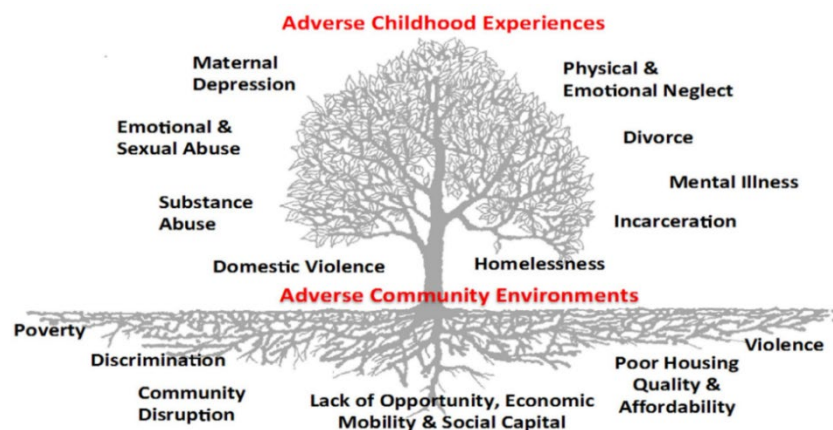 Adverse Childhood Experiences
Maternal
Depression
Physical &
Emotional Neglect
Emotional &
Sexual Abuse
Divorce
Mental Illness
Substance
Abuse
Incarceration
Domestic Violence
Homelessness
Adverse Community Environments
Poverty
Violence
Discrimination
Poor Housing
Quality &
Affordability
Community
Disruption
Lack of Opportunity, Economic
Mobility & Social Capital